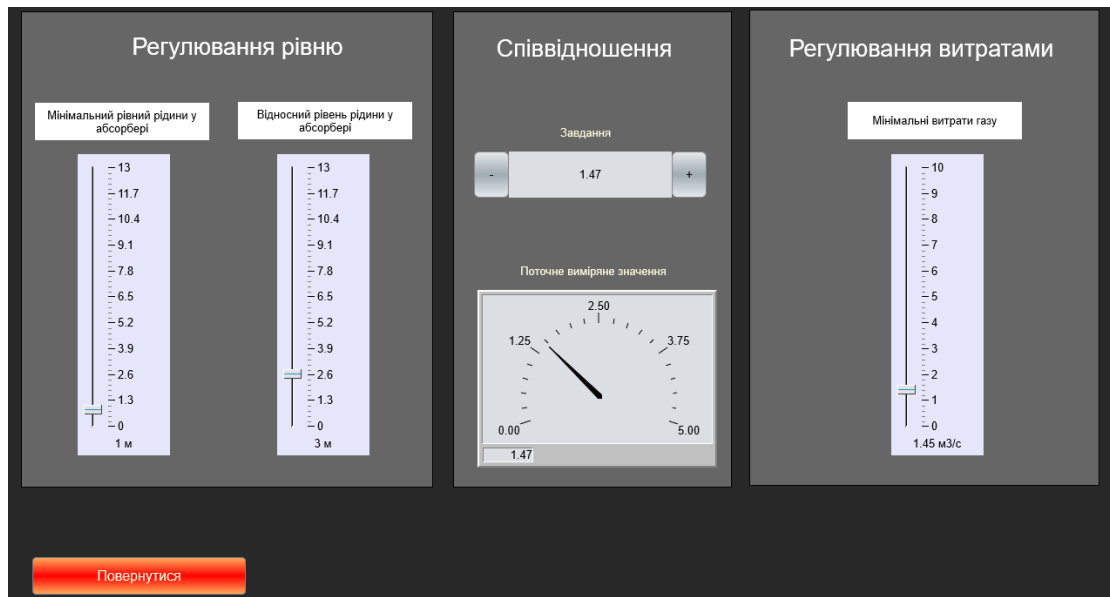 Регулювання рівню
Мінімальний рівний рідини у
абсорбері
Відносний рівень рідини у
абсорбері
13
11.7
10.4
9.1
7.8
6.5
5.2
3.9
2.6
1.3
0
1 м
13
11.7
10.4
9.1
7.8
6.5
5.2
3.9
2.6
1.3
0
3 м
Співвідношення
Завдання
- 1.47 +
Поточне виміряне значення
2.50
1.25 3.75
0.00 5.00
1.47
Регулювання витратами
Мінімальні витрати газу
10
9
8
7
6
5
4
3
2
1
0
1.45 м3/с
Повернутися